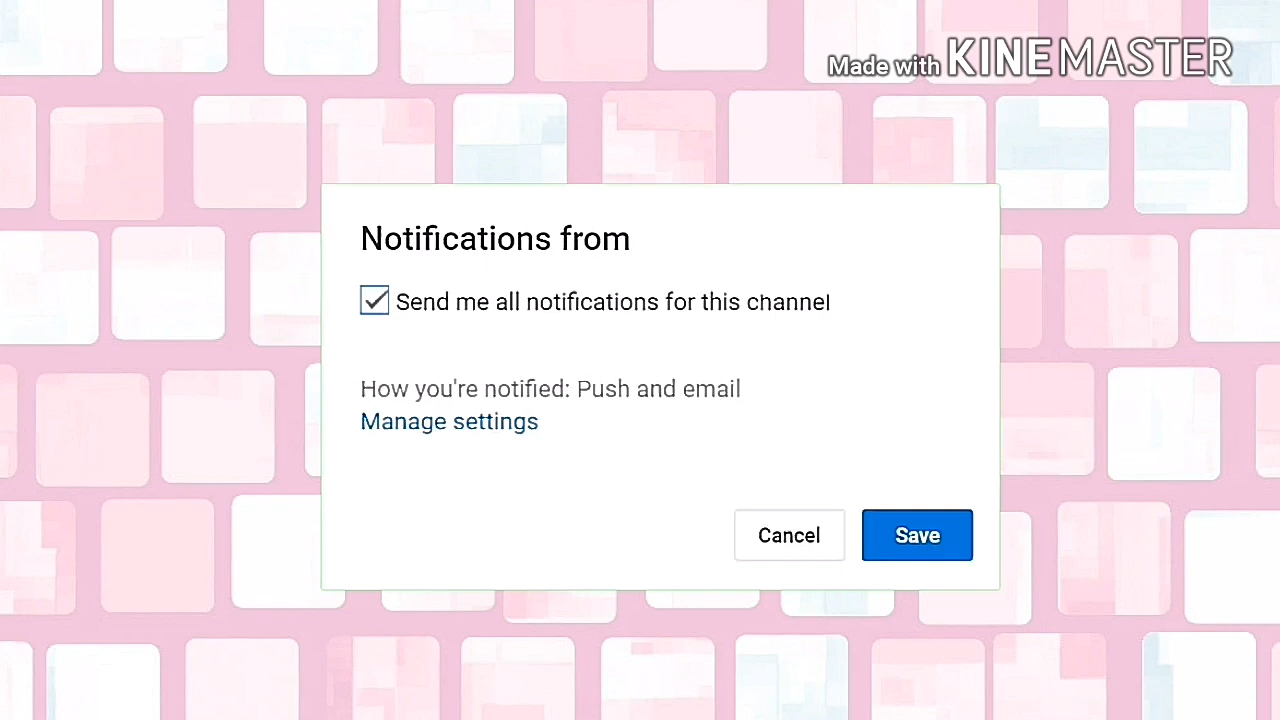 Made with KINEMASTER
Notifications from
Send me all notifications for this channel
How you're notified: Push and email
Manage settings
Cancel Save